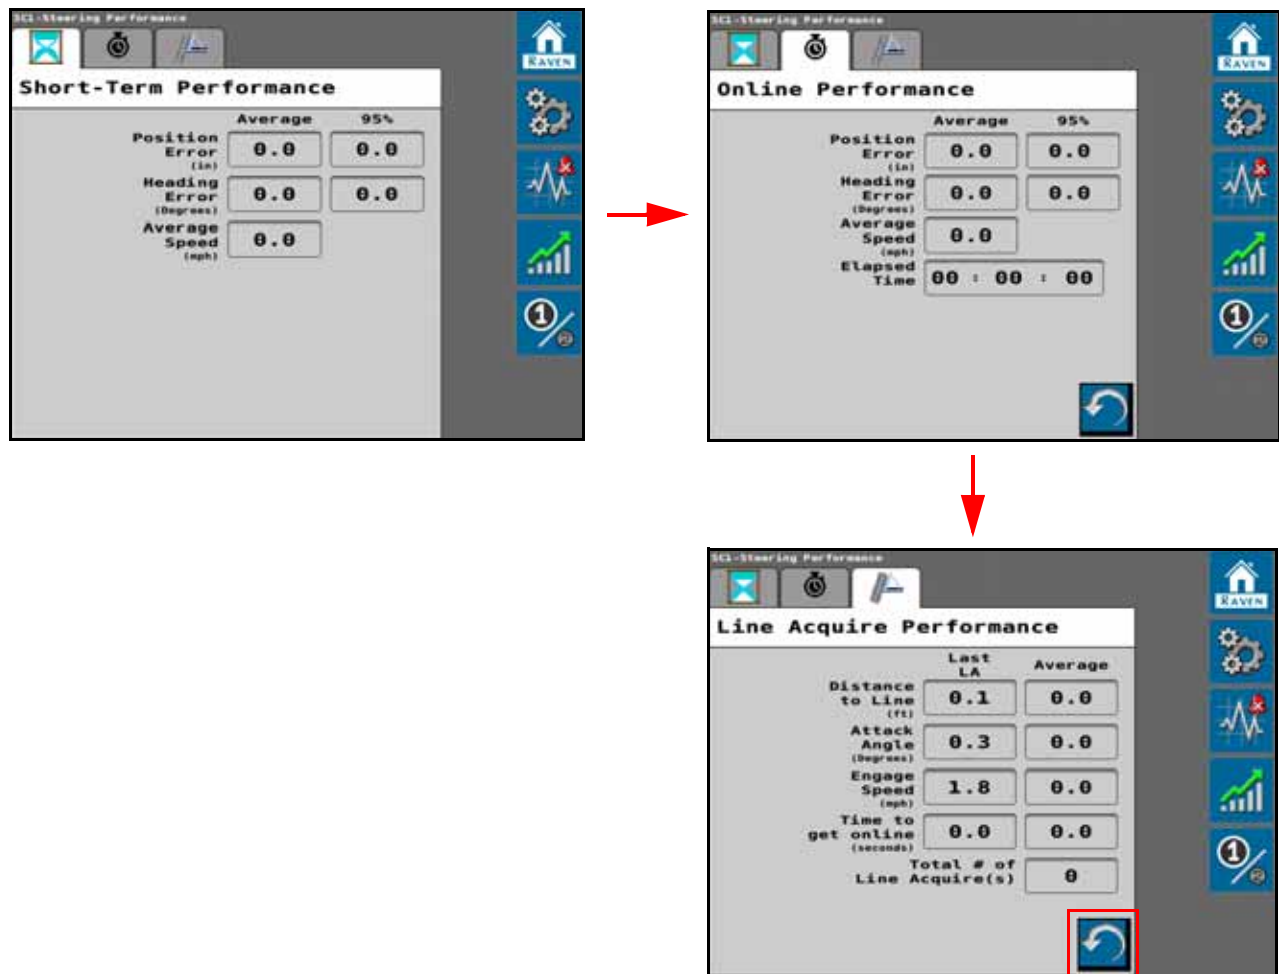 SC1-Steering Performance
RAVEN
Short-Term Performance
Average 95%
Position Error (in) 0.0 0.0
Heading Error (Degrees) 0.0 0.0
Average Speed (mph) 0.0
1
SC1-Steering Performance
RAVEN
Online Performance
Average 95%
Position Error (in) 0.0 0.0
Heading Error (Degrees) 0.0 0.0
Average Speed (mph) 0.0
Elapsed Time 00 : 00 : 00
1
SC1-Steering Performance
RAVEN
Line Acquire Performance
Last LA Average
Distance to Line (ft) 0.1 0.0
Attack Angle (Degrees) 0.3 0.0
Engage Speed (mph) 1.8 0.0
Time to get online (seconds) 0.0 0.0
Total # of Line Acquire(s) 0
1